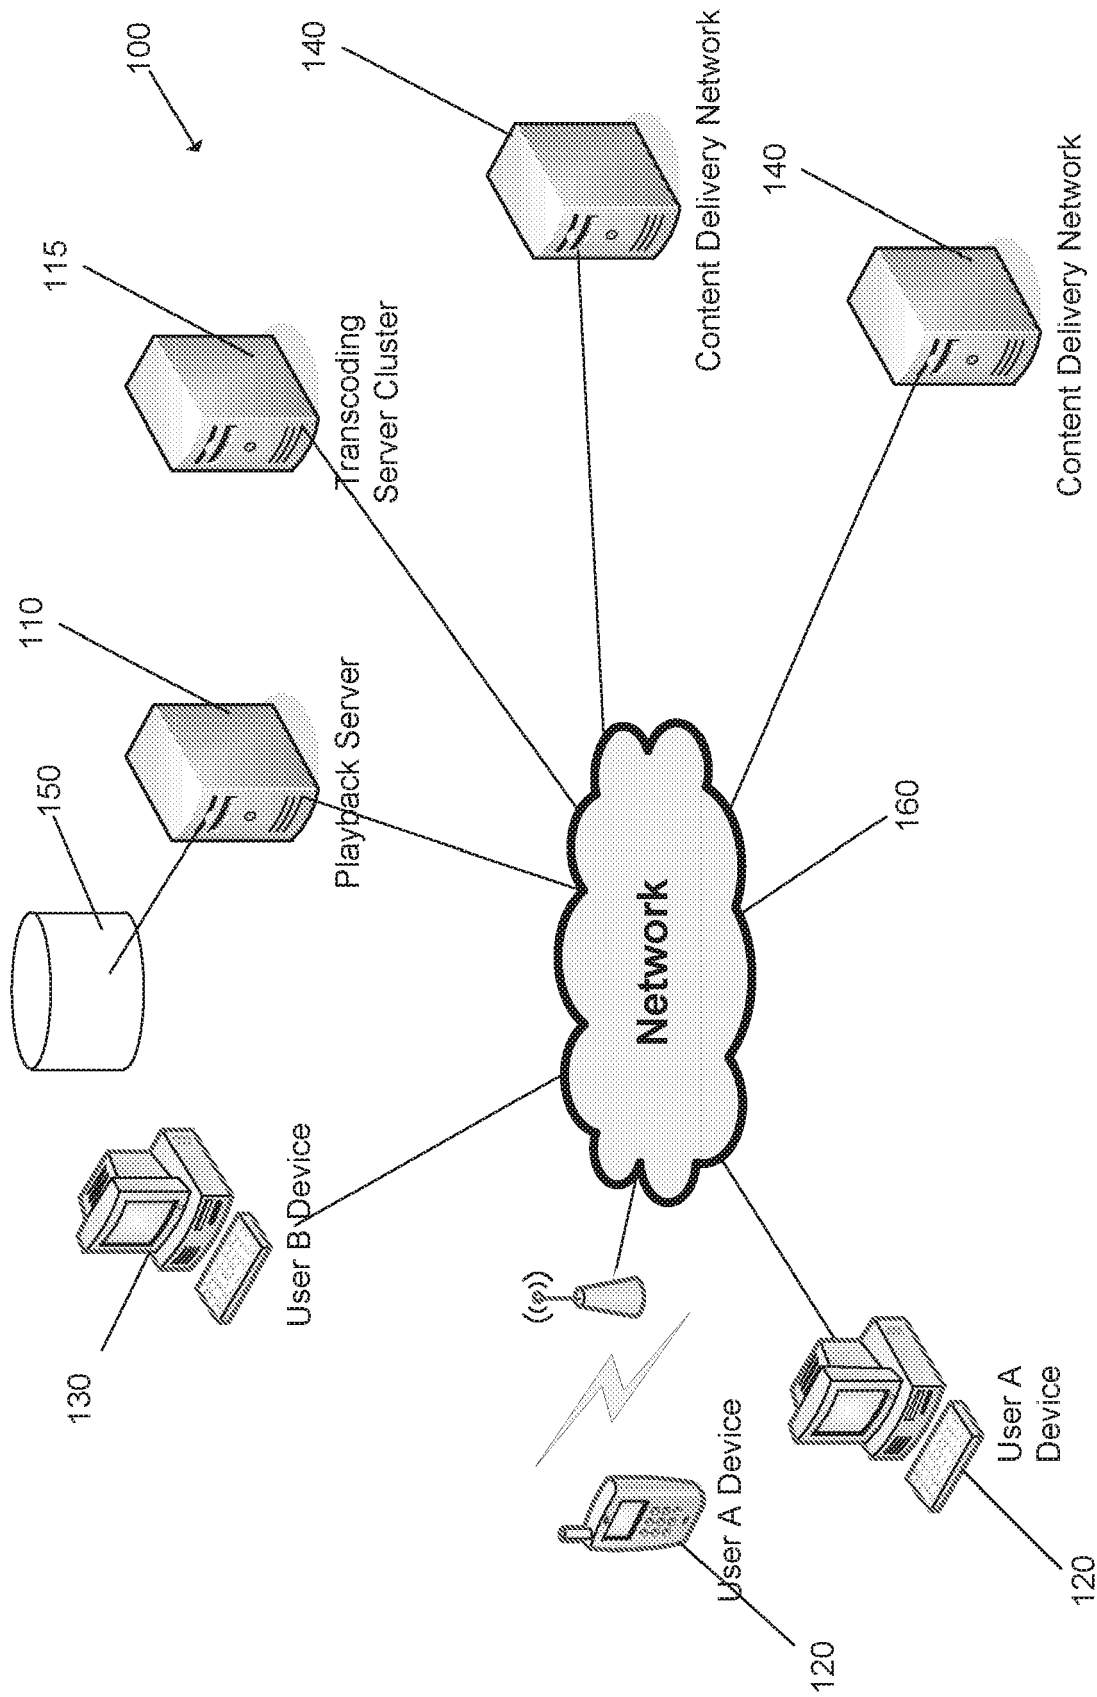 100
115
110
150
130
140
140
Transcoding
Server Cluster
Playback Server
User B Device
Content Delivery Network
Content Delivery Network
Network
160
User A Device
User A
Device
120
120